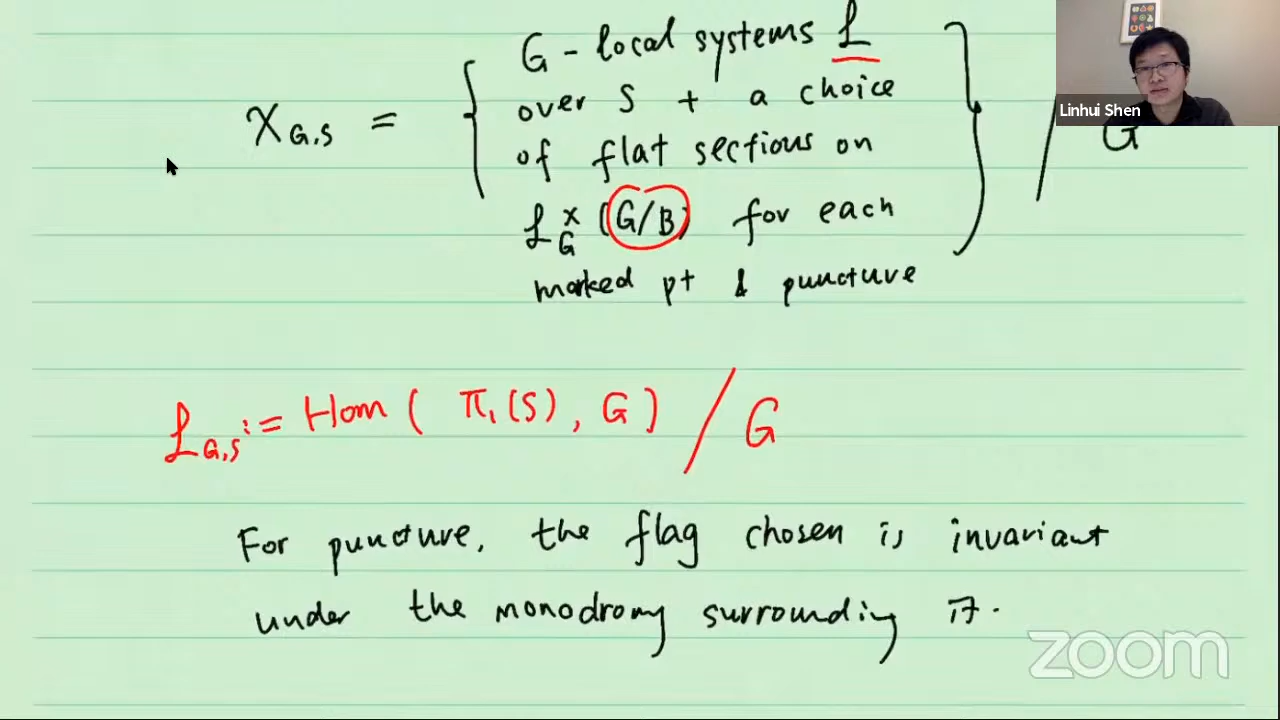 G - local systems L
over S + a choice
of flat sections on
X_{G,S} = { } / G
L ×_G (G/B) for each
marked pt & puncture
L_{G,S} := Hom ( π₁(S), G ) / G
For puncture, the flag chosen is invariant
under the monodromy surrounding it.
Linhui Shen
zoom